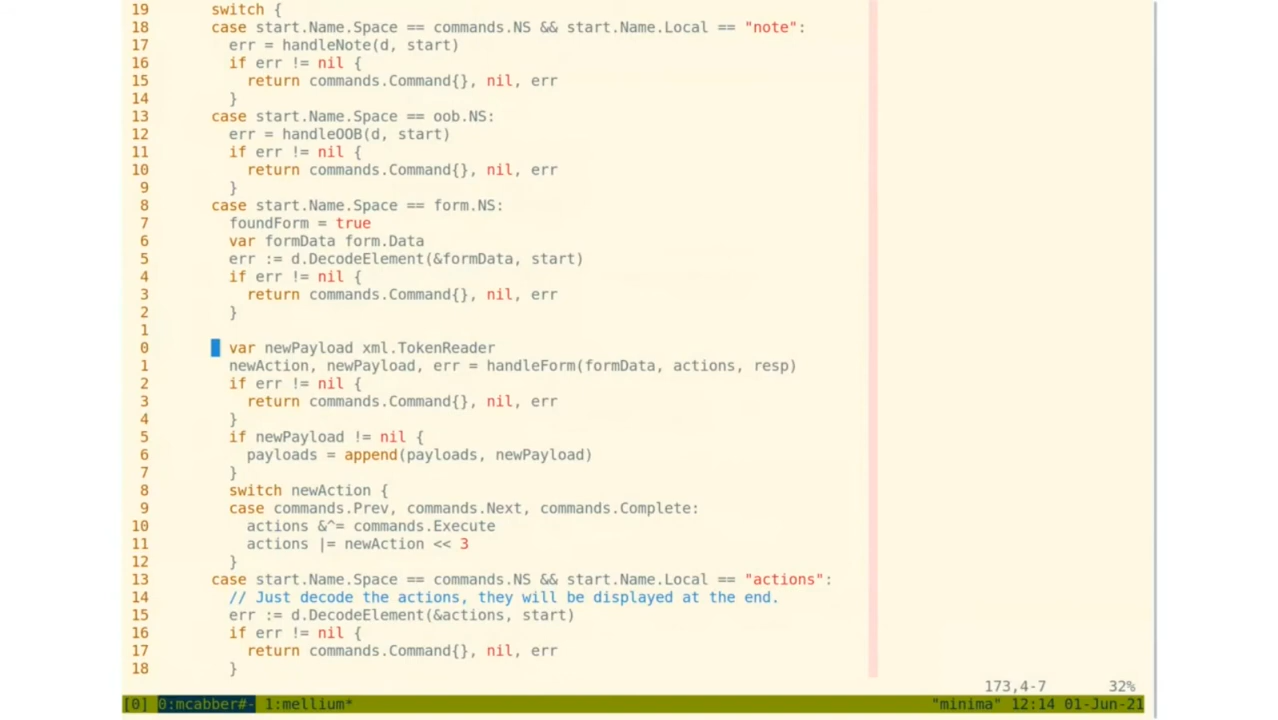 19 switch {
18 case start.Name.Space == commands.NS && start.Name.Local == "note":
17 err = handleNote(d, start)
16 if err != nil {
15 return commands.Command{}, nil, err
14 }
13 case start.Name.Space == oob.NS:
12 err = handleOOB(d, start)
11 if err != nil {
10 return commands.Command{}, nil, err
9 }
8 case start.Name.Space == form.NS:
7 foundForm = true
6 var formData form.Data
5 err := d.DecodeElement(&formData, start)
4 if err != nil {
3 return commands.Command{}, nil, err
2 }
1
0 var newPayload xml.TokenReader
1 newAction, newPayload, err = handleForm(formData, actions, resp)
2 if err != nil {
3 return commands.Command{}, nil, err
4 }
5 if newPayload != nil {
6 payloads = append(payloads, newPayload)
7 }
8 switch newAction {
9 case commands.Prev, commands.Next, commands.Complete:
10 actions &^= commands.Execute
11 actions |= newAction << 3
12 }
13 case start.Name.Space == commands.NS && start.Name.Local == "actions":
14 // Just decode the actions, they will be displayed at the end.
15 err := d.DecodeElement(&actions, start)
16 if err != nil {
17 return commands.Command{}, nil, err
18 }
173,4-7 32%
[0] 0:mcabber#- 1:mellium* "minima" 12:14 01-Jun-21